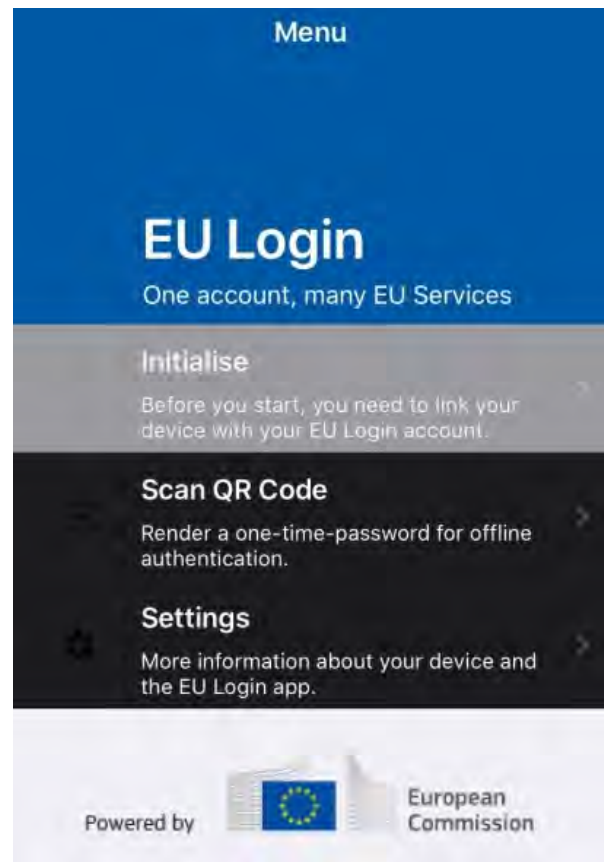 Menu
EU Login
One account, many EU Services
Initialise
Before you start, you need to link your
device with your EU Login account.
Scan QR Code
Render a one-time-password for offline
authentication.
Settings
More information about your device and
the EU Login app.
Powered by
European
Commission